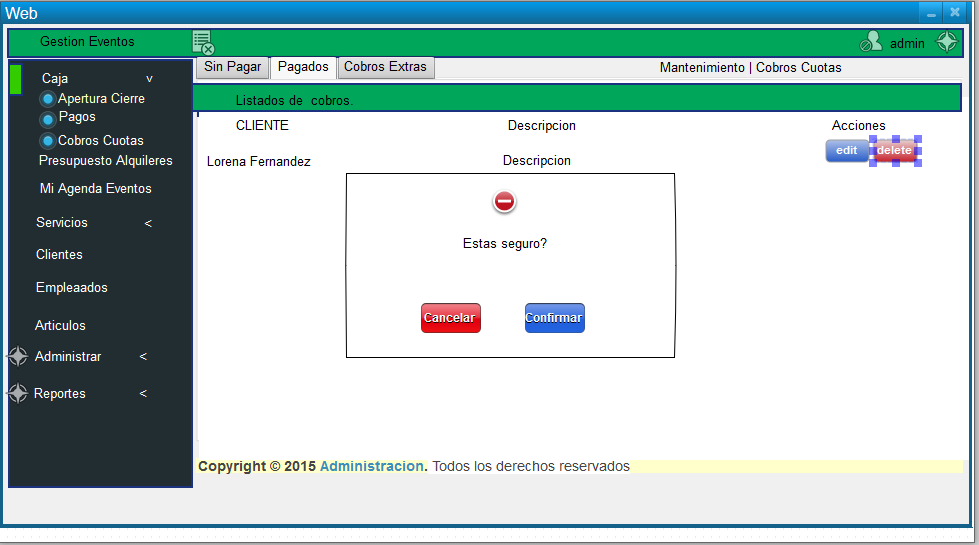 Web
Gestion Eventos
admin
Sin Pagar
Pagados
Cobros Extras
Mantenimiento | Cobros Cuotas
Caja v
Apertura Cierre
Pagos
Cobros Cuotas
Presupuesto Alquileres
Mi Agenda Eventos
Servicios <
Clientes
Empleaados
Articulos
Administrar <
Reportes <
Listados de cobros.
CLIENTE Descripcion Acciones
Lorena Fernandez Descripcion edit delete
Estas seguro?
Cancelar Confirmar
Copyright © 2015 Administracion. Todos los derechos reservados